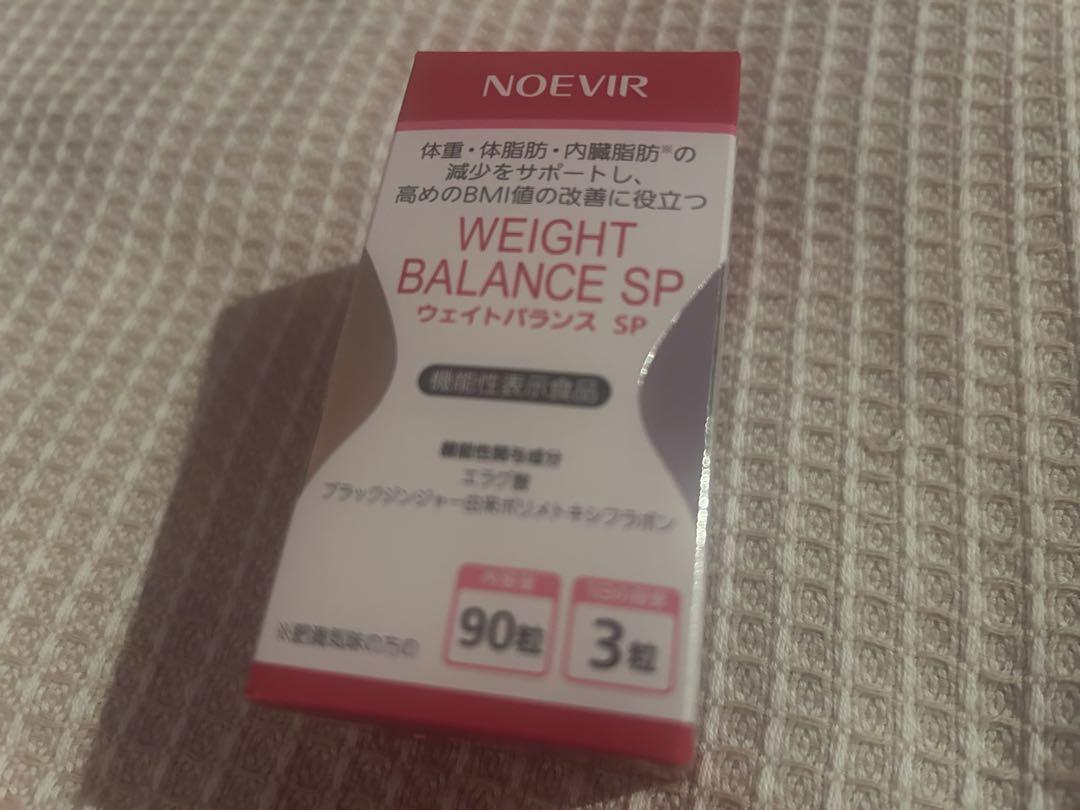 NOEVIR
体重・体脂肪・内臓脂肪※の
減少をサポートし、
高めのBMI値の改善に役立つ
WEIGHT
BALANCE SP
ウェイトバランス SP
機能性表示食品
機能性関与成分
エラグ酸
ブラックジンジャー由来ポリメトキシフラボン
内容量
90粒
1日の目安
3粒
※肥満気味の方の